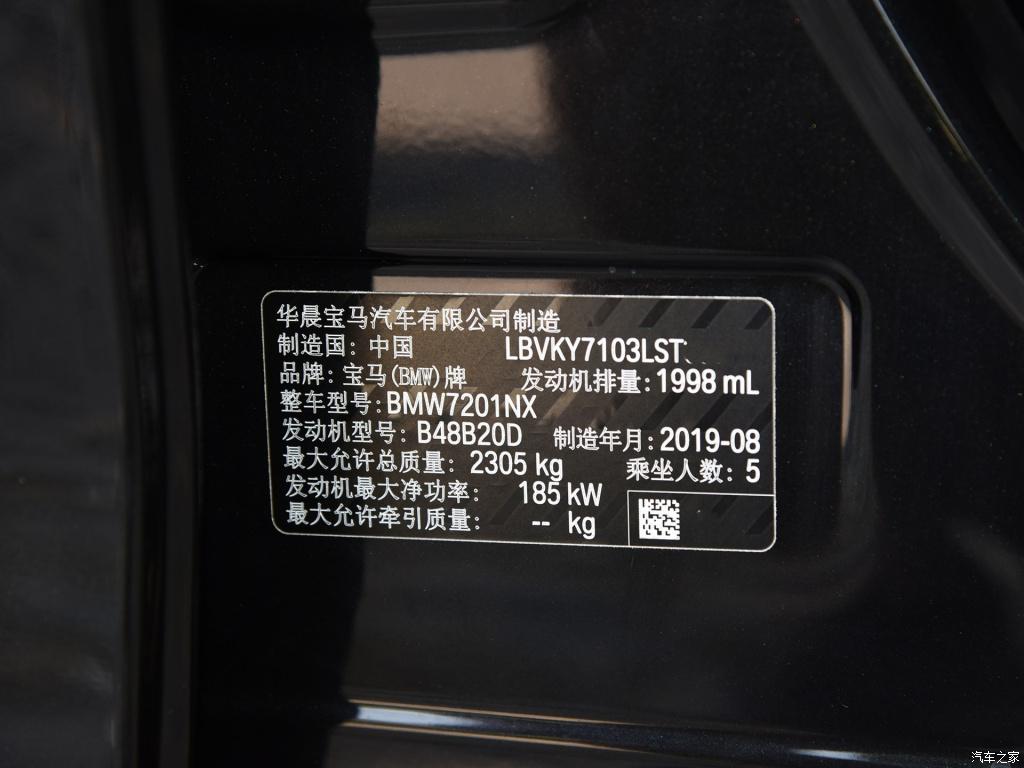 华晨宝马汽车有限公司制造
制造国: 中国 LBVKY7103LST
品牌: 宝马(BMW)牌 发动机排量: 1998 mL
整车型号: BMW7201NX
发动机型号: B48B20D 制造年月: 2019-08
最大允许总质量: 2305 kg 乘坐人数: 5
发动机最大净功率: 185 kW
最大允许牵引质量: -- kg
汽车之家